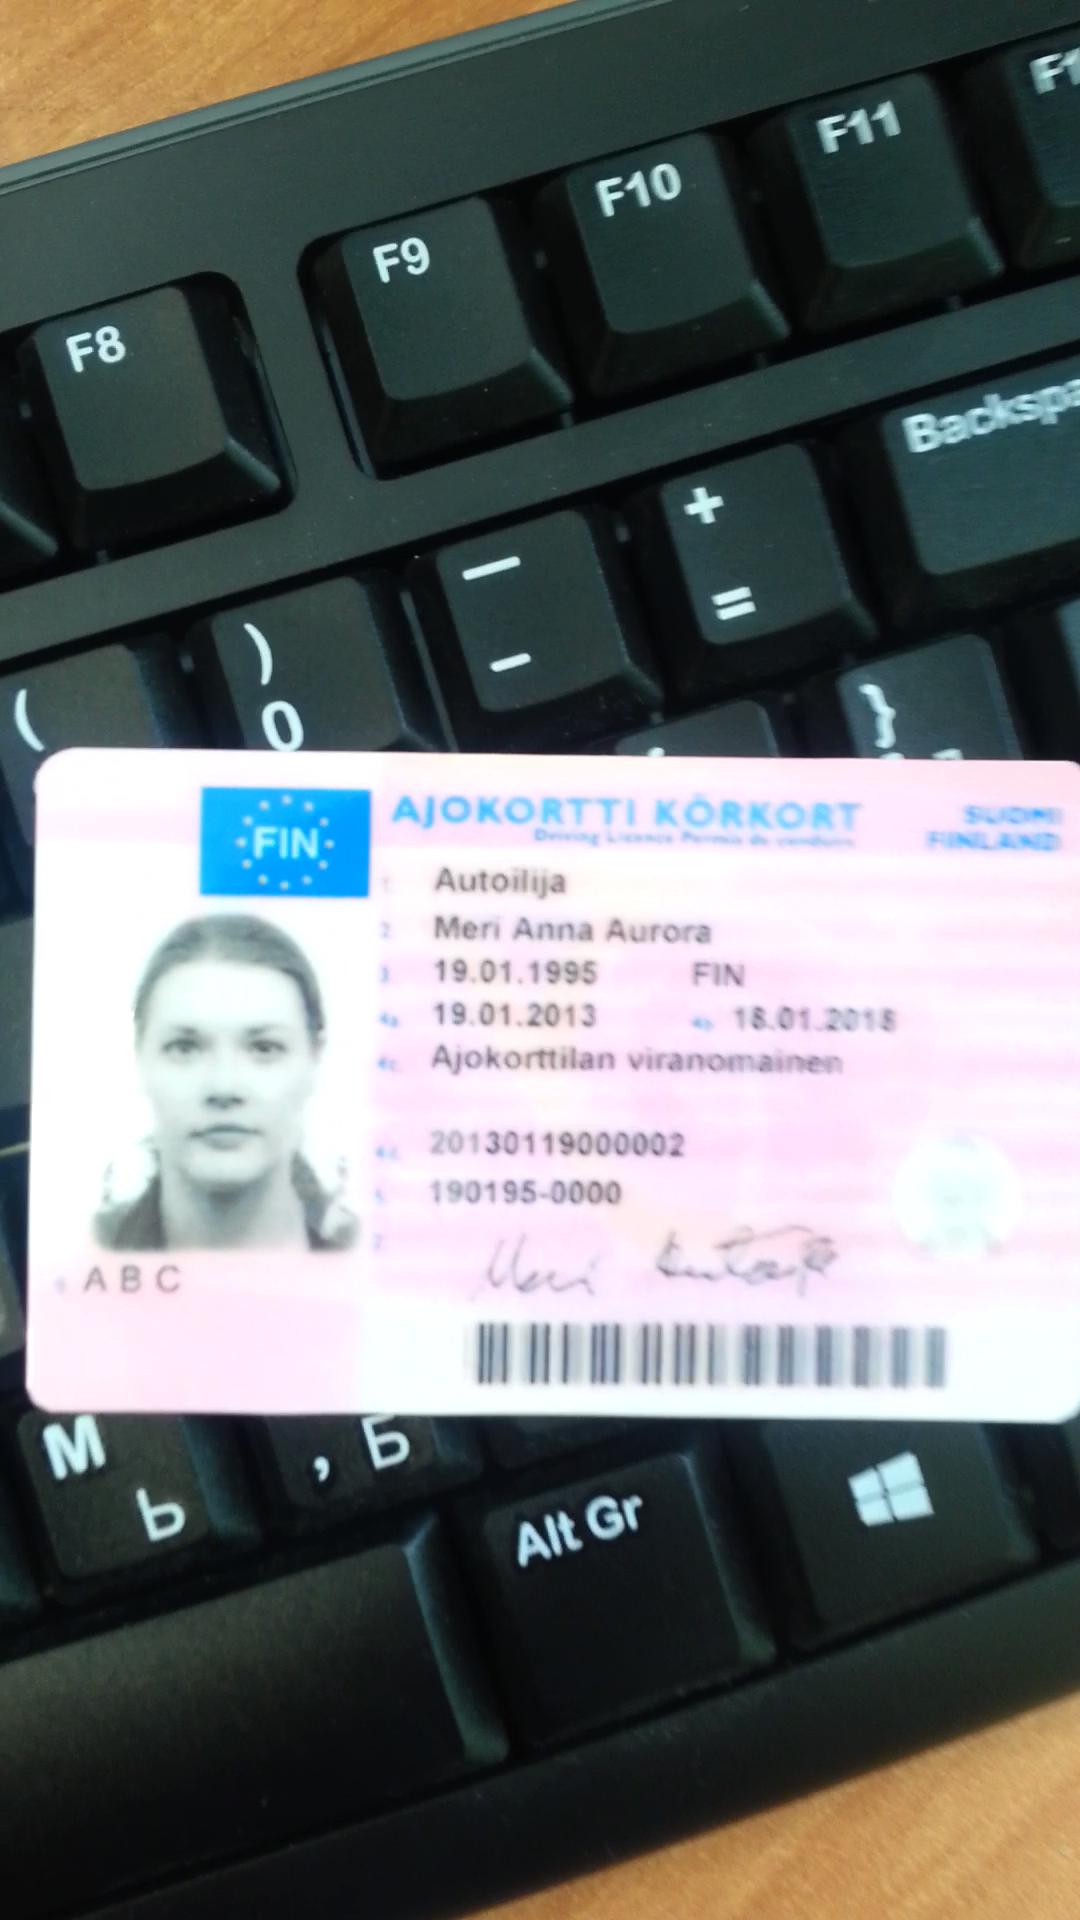 F1
F11
F10
F9
F8
Backspa
+
=
—
-
)
0
(
}
FIN
AJOKORTTI KÖRKORT
SUOMI
FINLAND
Driving Licence Permis de conduire
1. Autoilija
2. Meri Anna Aurora
3. 19.01.1995 FIN
4a. 19.01.2013 4b. 18.01.2018
4c. Ajokorttilan viranomainen
4d. 20130119000002
5. 190195-0000
7. Meri Autoilija
9. A B C
M
Ь
, Б
Alt Gr